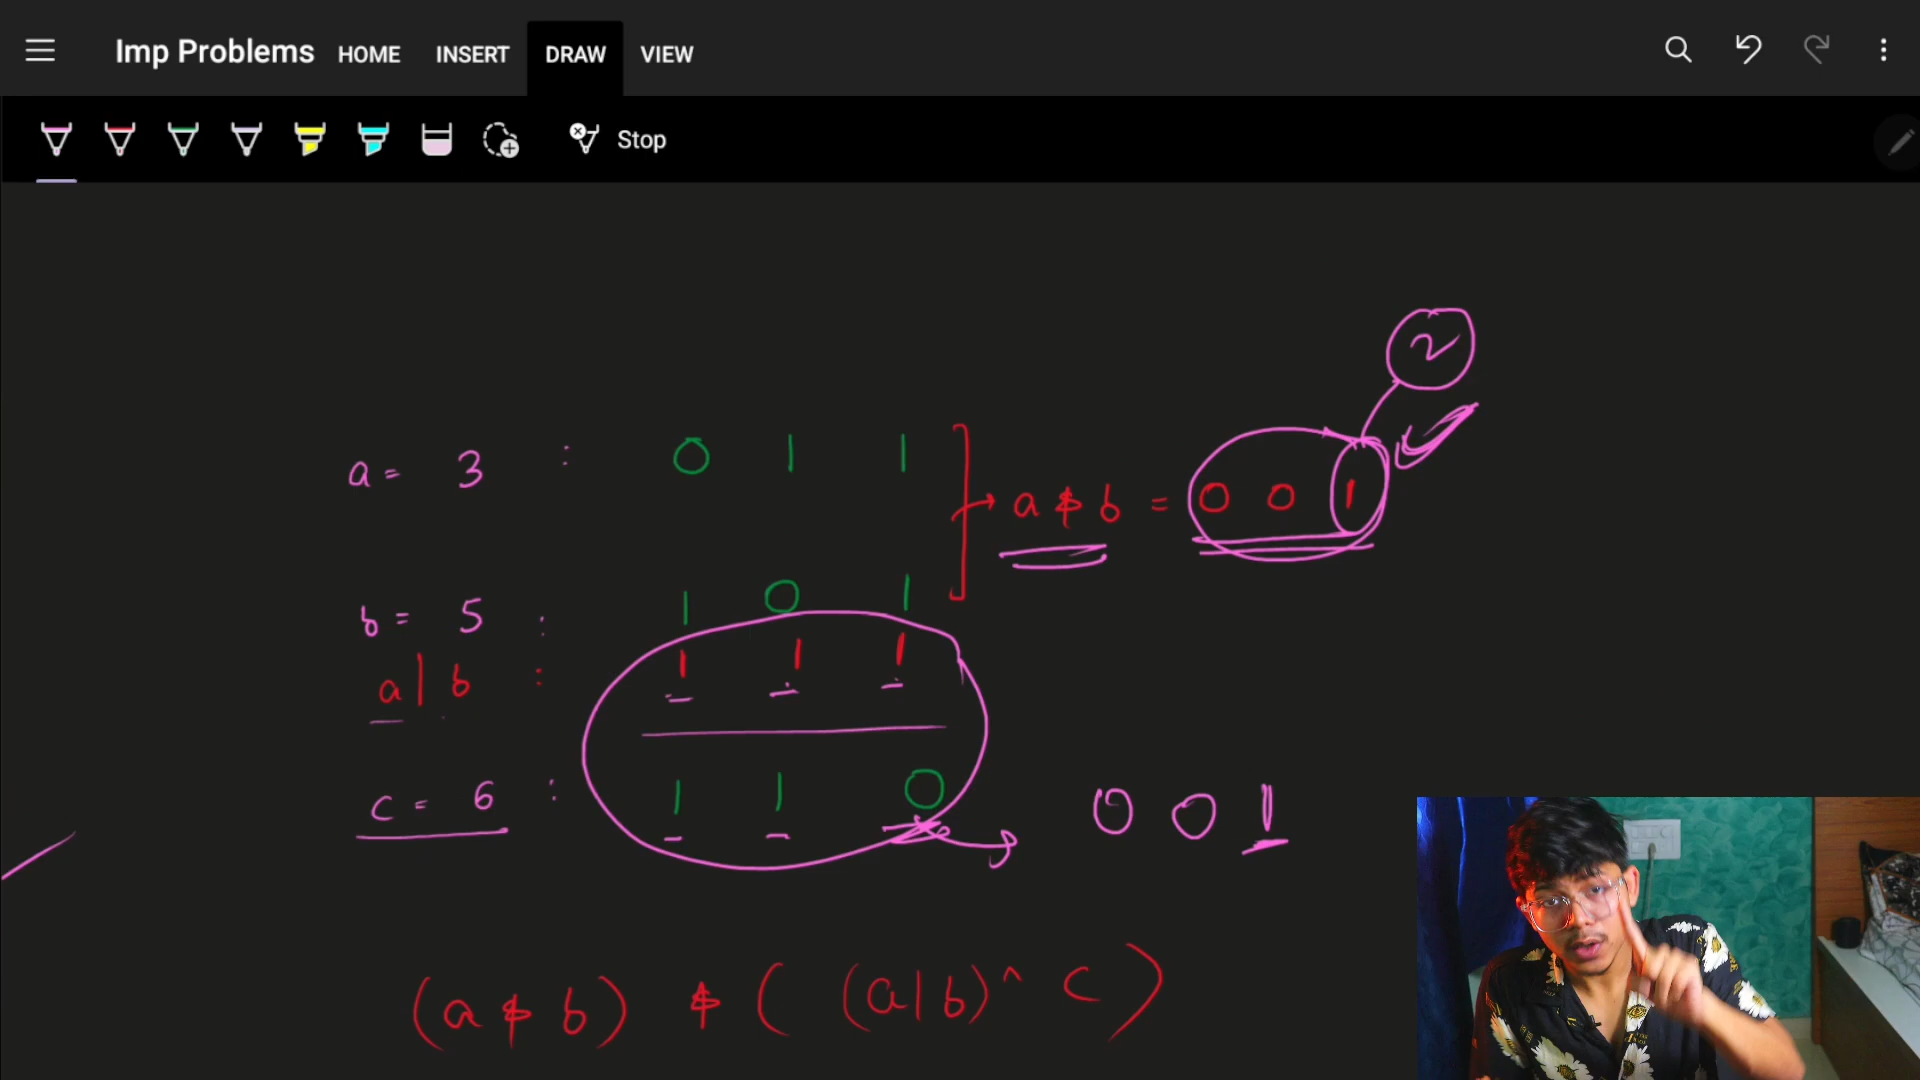 Imp Problems HOME INSERT DRAW VIEW
Stop
2
a = 3 : 0 1 1
a & b = 0 0 1
b = 5 : 1 0 1
a | b : 1 1 1
c = 6 : 1 1 0
0 0 1
(a & b) & ( (a | b) ^ c )